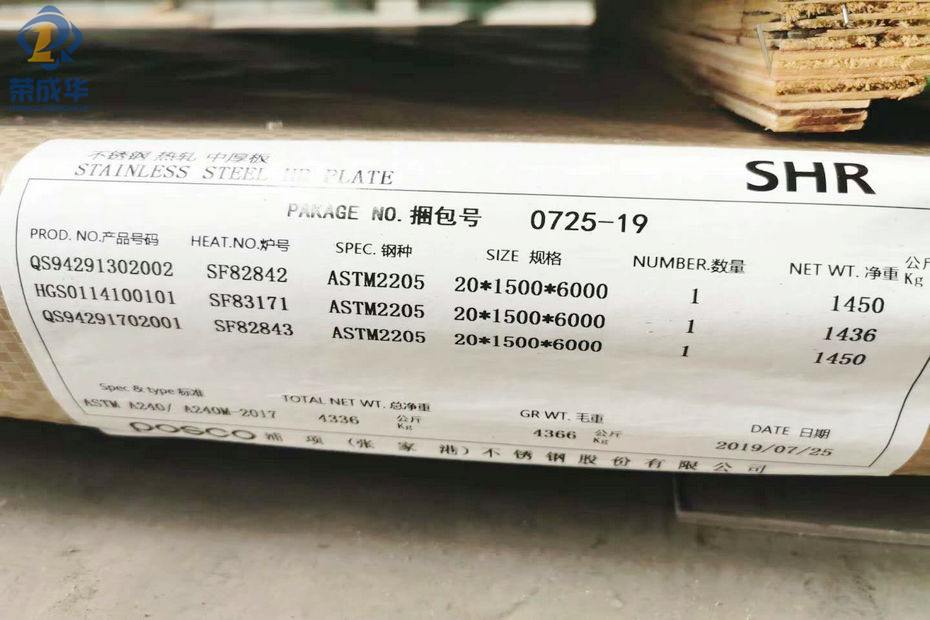 荣成华
不锈钢 热轧 中厚板
STAINLESS STEEL HR PLATE
SHR
PAKAGE NO.捆包号 0725-19
PROD. NO.产品号码 HEAT.NO.炉号 SPEC. 钢种 SIZE 规格 NUMBER.数量 NET WT. 净重 公斤 Kg
QS94291302002 SF82842 ASTM2205 20*1500*6000 1 1450
HGS0114100101 SF83171 ASTM2205 20*1500*6000 1 1436
QS94291702001 SF82843 ASTM2205 20*1500*6000 1 1450
Spec & type 标准 TOTAL NET WT. 总净重 GR WT. 毛重 DATE 日期
ASTM A240/ A240M-2017 4336 公斤 Kg 4366 公斤 Kg 2019/07/25
POSCO 浦项(张家港)不锈钢股份有限公司